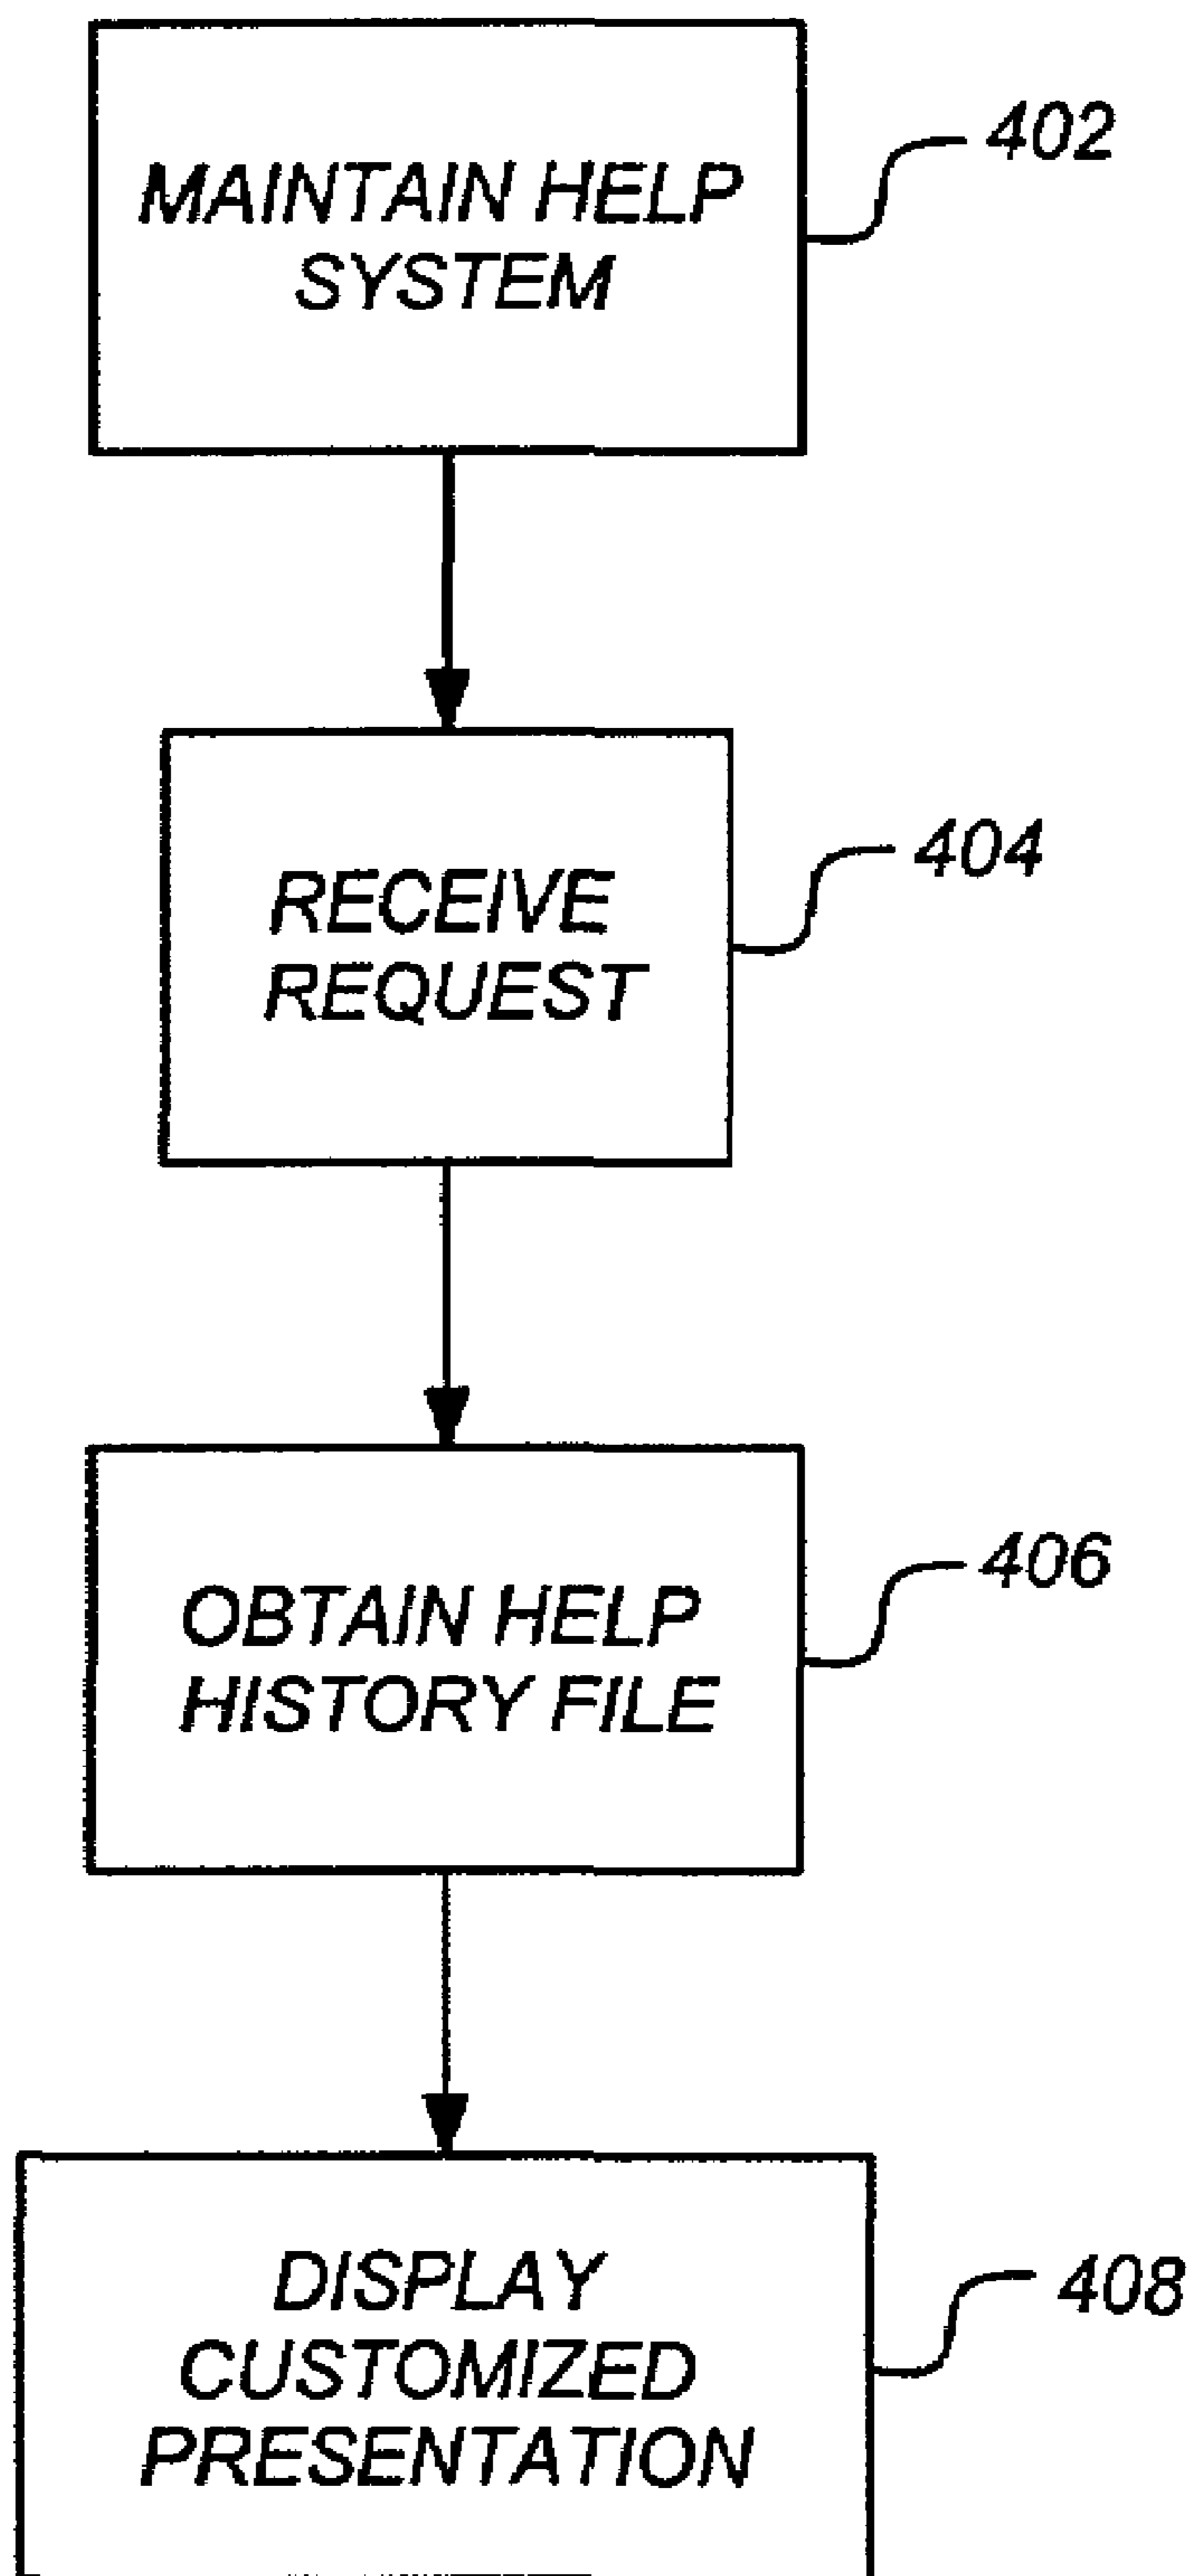 MAINTAIN HELP
SYSTEM
402
RECEIVE
REQUEST
404
OBTAIN HELP
HISTORY FILE
406
DISPLAY
CUSTOMIZED
PRESENTATION
408